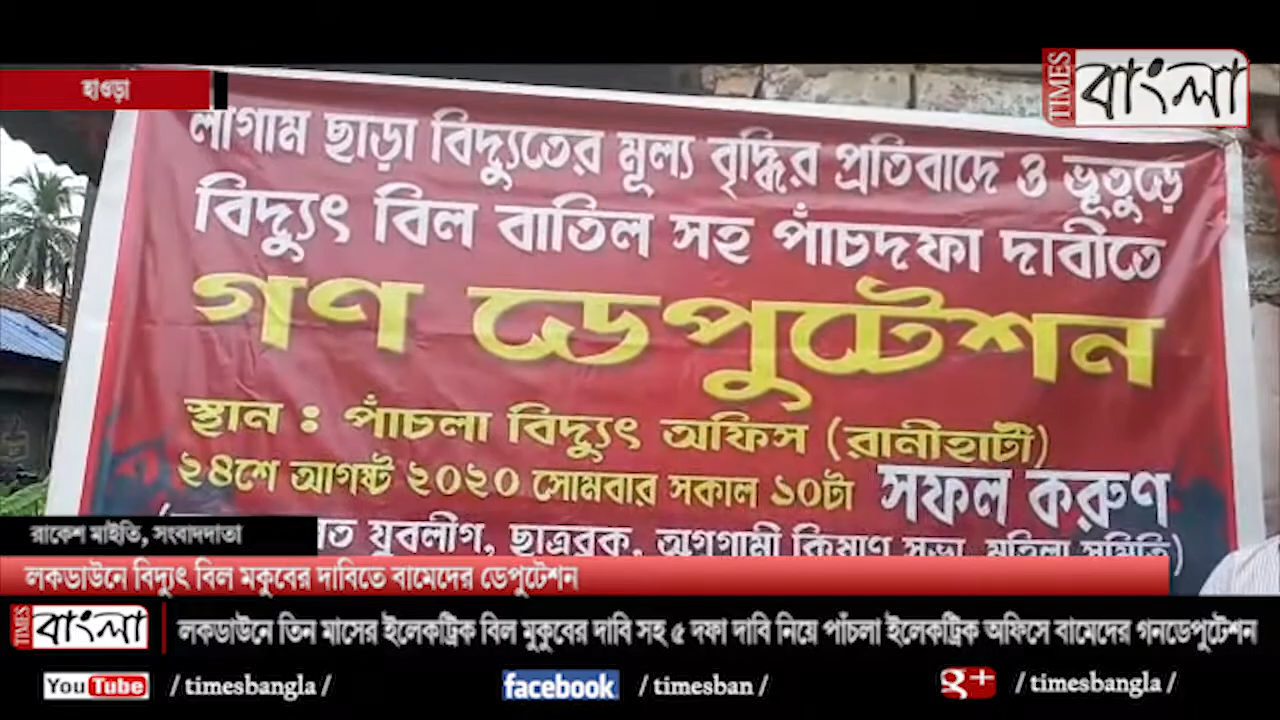 হাওড়া
TIMES বাংলা
লাগাম ছাড়া বিদ্যুতের মূল্য বৃদ্ধির প্রতিবাদে ও ভূতুড়ে
বিদ্যুৎ বিল বাতিল সহ পাঁচদফা দাবীতে
গণ ডেপুটেশন
স্থান : পাঁচলা বিদ্যুৎ অফিস (রানীহাটী)
২৪শে আগষ্ট ২০২০ সোমবার সকাল ১০টা সফল করুণ
যুবলীগ, ছাত্রব্লক, অগ্রগামী কিষাণ সভা, মহিলা সমিতি)
রাকেশ মাইতি, সংবাদদাতা
লকডাউনে বিদ্যুৎ বিল মকুবের দাবিতে বামেদের ডেপুটেশন
TIMES বাংলা লকডাউনে তিন মাসের ইলেকট্রিক বিল মুকুবের দাবি সহ ৫ দফা দাবি নিয়ে পাঁচলা ইলেকট্রিক অফিসে বামেদের গনডেপুটেশন
YouTube /timesbangla/ facebook /timesban/ g+ /timesbangla/